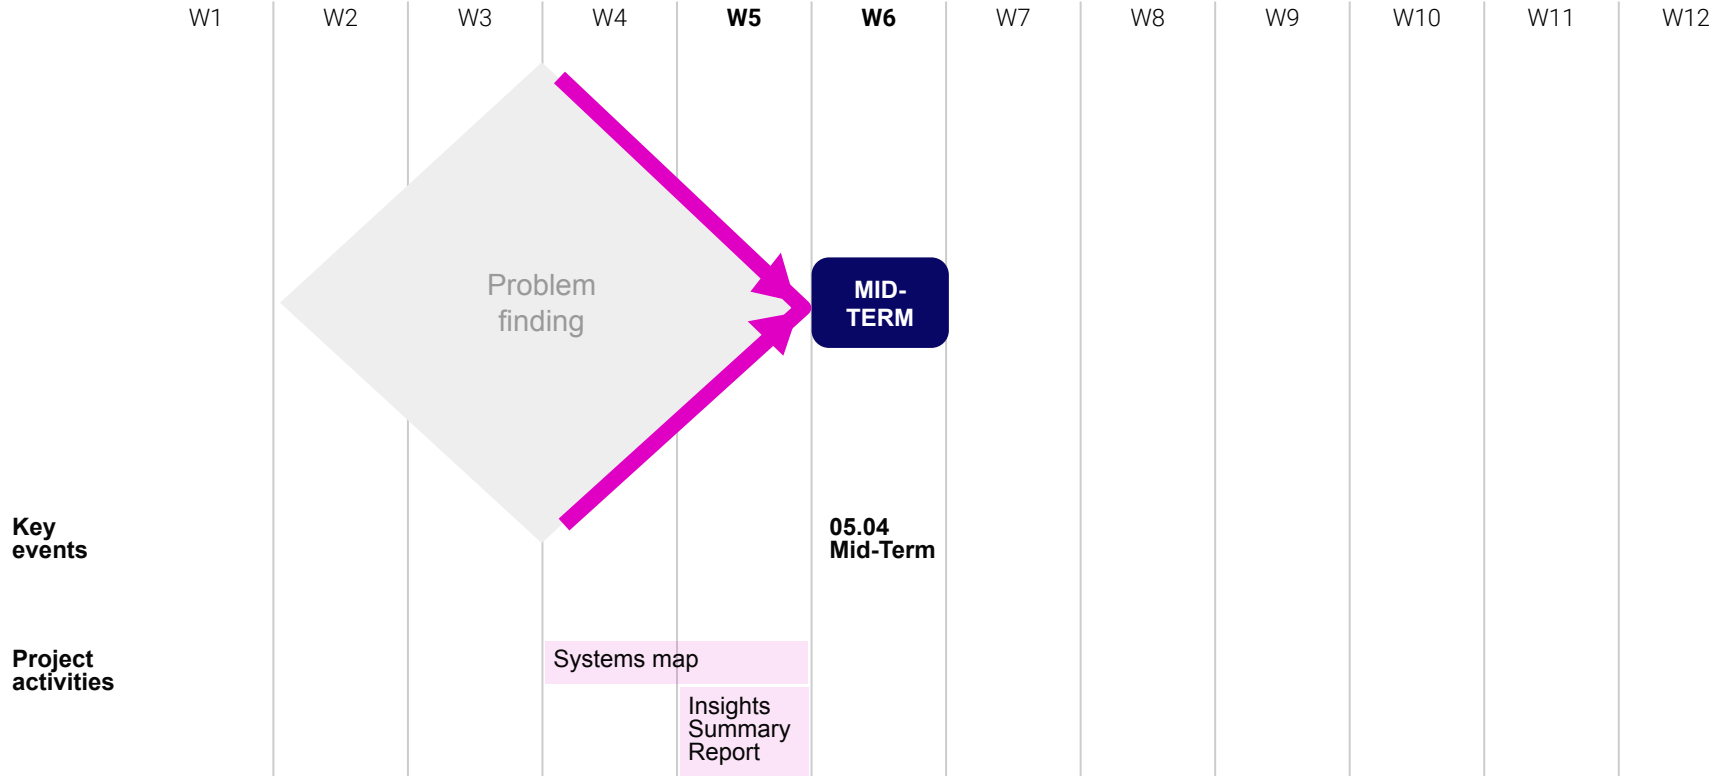 W1 W2 W3 W4 W5 W6 W7 W8 W9 W10 W11 W12
Problem
finding
MID-
TERM
Key
events
05.04
Mid-Term
Project
activities
Systems map
Insights
Summary
Report